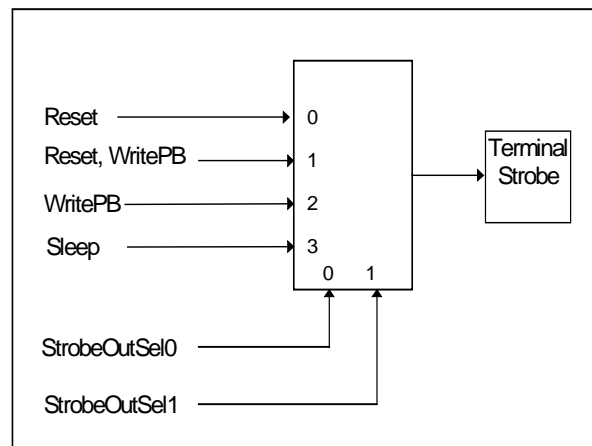 Reset
0
Reset, WritePB
1
WritePB
2
Sleep
3
0 1
Terminal
Strobe
StrobeOutSel0
StrobeOutSel1